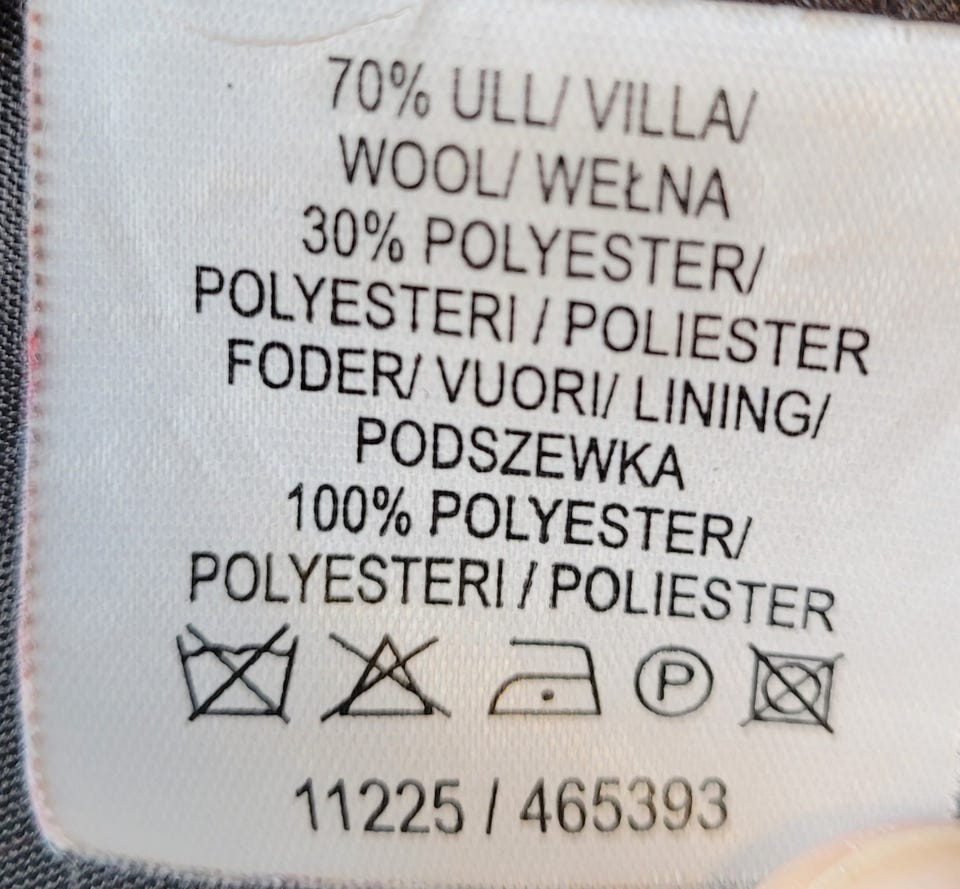 70% ULL/ VILLA/
WOOL/ WEŁNA
30% POLYESTER/
POLYESTERI / POLIESTER
FODER/ VUORI/ LINING/
PODSZEWKA
100% POLYESTER/
POLYESTERI / POLIESTER
P
11225 / 465393